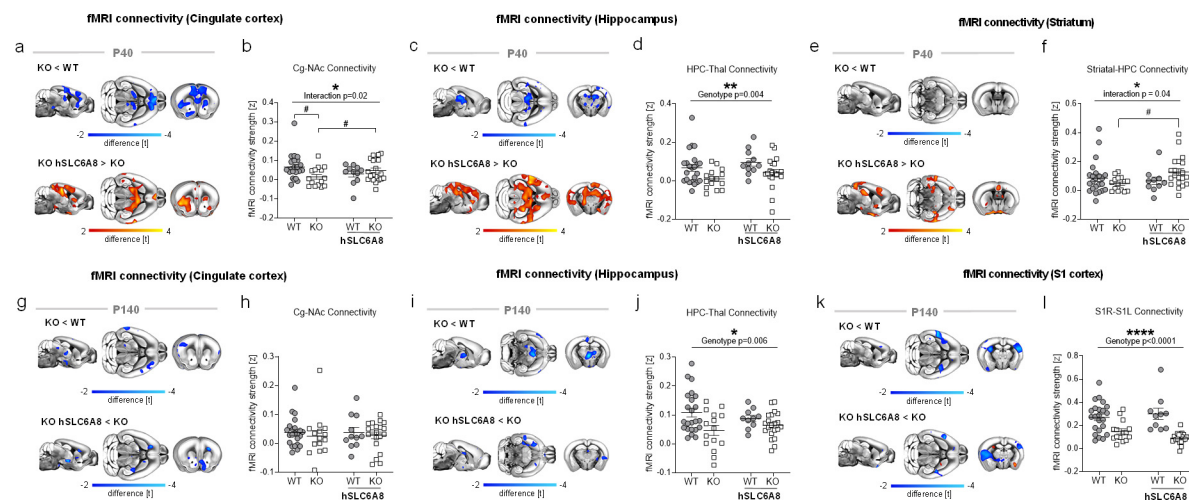 fMRI connectivity (Cingulate cortex)
a
P40
KO < WT
-2 -4
difference [t]
KO hSLC6A8 > KO
2 4
difference [t]
b
Cg-NAc Connectivity
*
Interaction p=0.02
#
#
fMRI connectivity strength [z]
0.4
0.3
0.2
0.1
0.0
-0.1
-0.2
WT KO WT KO
hSLC6A8
fMRI connectivity (Hippocampus)
c
P40
KO < WT
-2 -4
difference [t]
KO hSLC6A8 > KO
2 4
difference [t]
d
HPC-Thal Connectivity
**
Genotype p=0.004
fMRI connectivity strength [z]
0.4
0.3
0.2
0.1
0.0
-0.1
-0.2
WT KO WT KO
hSLC6A8
fMRI connectivity (Striatum)
e
P40
KO < WT
-2 -4
difference [t]
KO hSLC6A8 > KO
2 4
difference [t]
f
Striatal-HPC Connectivity
*
interaction p = 0.04
#
fMRI connectivity strength [z]
0.6
0.4
0.2
0.0
-0.2
WT KO WT KO
hSLC6A8
fMRI connectivity (Cingulate cortex)
g
P140
KO < WT
-2 -4
difference [t]
KO hSLC6A8 < KO
-2 -4
difference [t]
h
Cg-NAc Connectivity
fMRI connectivity strength [z]
0.3
0.2
0.1
0.0
-0.1
WT KO WT KO
hSLC6A8
fMRI connectivity (Hippocampus)
i
P140
KO < WT
-2 -4
difference [t]
KO hSLC6A8 < KO
-2 -4
difference [t]
j
HPC-Thal Connectivity
*
Genotype p=0.006
fMRI connectivity strength [z]
0.3
0.2
0.1
0.0
-0.1
WT KO WT KO
hSLC6A8
fMRI connectivity (S1 cortex)
k
P140
KO < WT
-2 -4
difference [t]
KO hSLC6A8 < KO
-2 -4
difference [t]
l
S1R-S1L Connectivity
****
Genotype p<0.0001
fMRI connectivity strength [z]
0.8
0.6
0.4
0.2
0.0
-0.2
WT KO WT KO
hSLC6A8